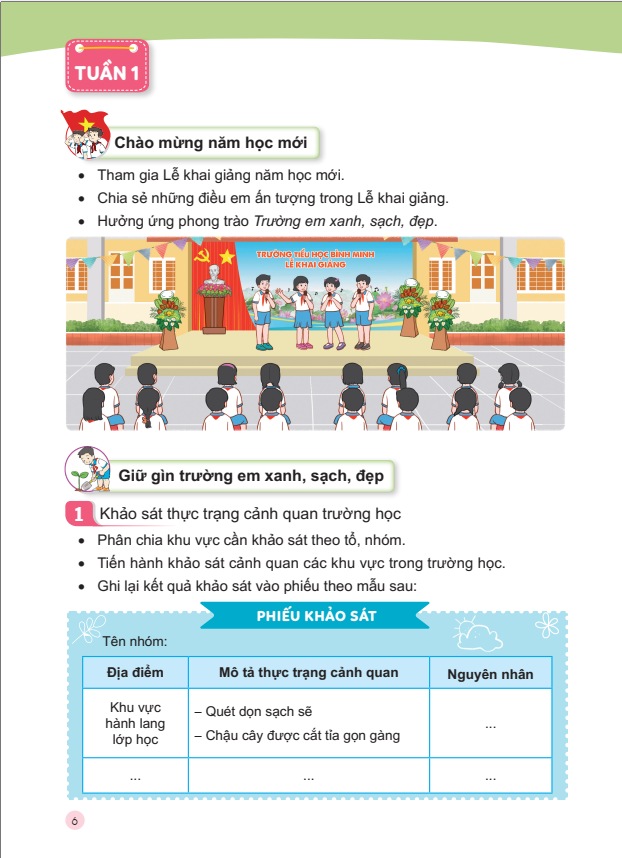 TUẦN 1
Chào mừng năm học mới
• Tham gia Lễ khai giảng năm học mới.
• Chia sẻ những điều em ấn tượng trong Lễ khai giảng.
• Hưởng ứng phong trào Trường em xanh, sạch, đẹp.
TRƯỜNG TIỂU HỌC BÌNH MINH
LỄ KHAI GIẢNG
Giữ gìn trường em xanh, sạch, đẹp
1 Khảo sát thực trạng cảnh quan trường học
• Phân chia khu vực cần khảo sát theo tổ, nhóm.
• Tiến hành khảo sát cảnh quan các khu vực trong trường học.
• Ghi lại kết quả khảo sát vào phiếu theo mẫu sau:
PHIẾU KHẢO SÁT
Tên nhóm:
Địa điểm Mô tả thực trạng cảnh quan Nguyên nhân
Khu vực
hành lang
lớp học
– Quét dọn sạch sẽ
– Chậu cây được cắt tỉa gọn gàng
...
... ... ...
6